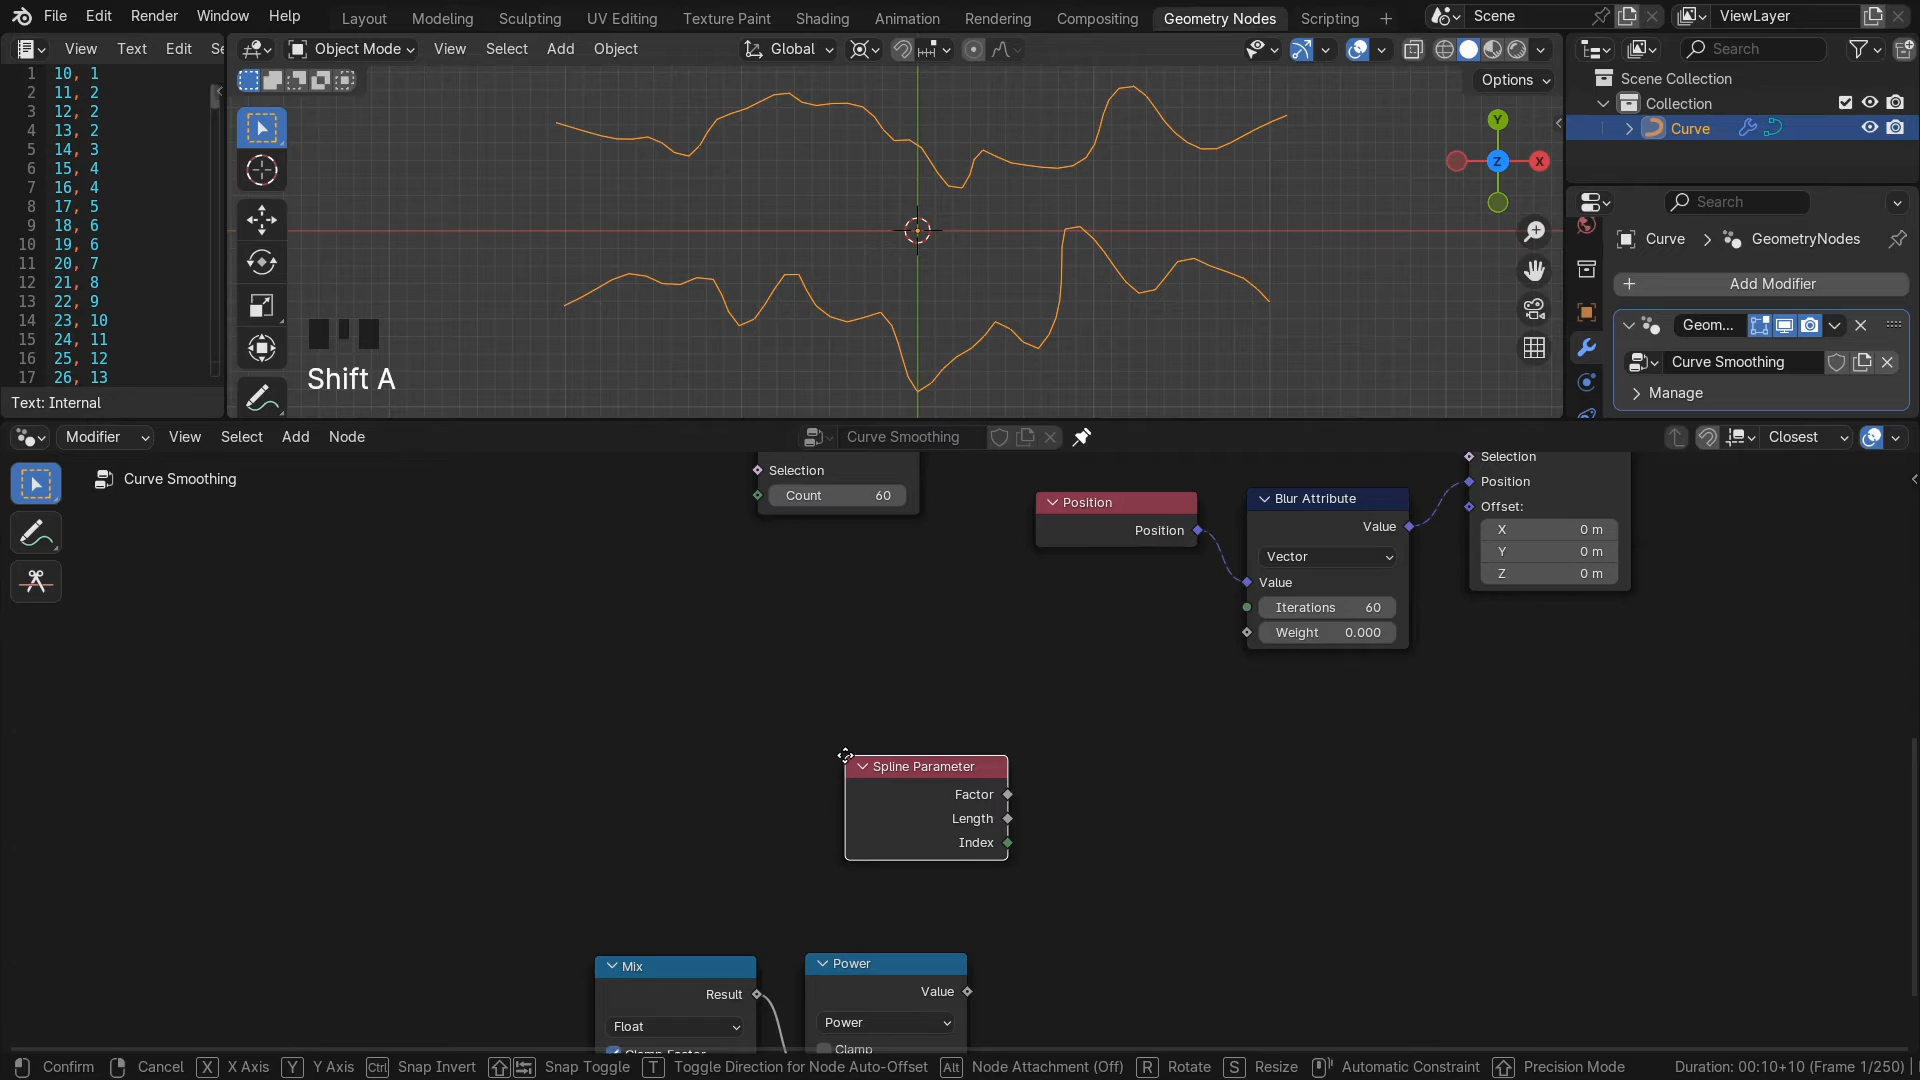 File Edit Render Window Help
Layout Modeling Sculpting UV Editing Texture Paint Shading Animation Rendering Compositing Geometry Nodes Scripting +
Scene
ViewLayer
View Text Edit Se
Object Mode View Select Add Object
Global
Search
Options
Scene Collection
Collection
Curve
1 10, 1
2 11, 2
3 12, 2
4 13, 2
5 14, 3
6 15, 4
7 16, 4
8 17, 5
9 18, 6
10 19, 6
11 20, 7
12 21, 8
13 22, 9
14 23, 10
15 24, 11
16 25, 12
17 26, 13
Text: Internal
Shift A
Y
Z
X
Search
Curve > GeometryNodes
+ Add Modifier
Geom...
Curve Smoothing
Manage
Modifier View Select Add Node
Curve Smoothing
Closest
Curve Smoothing
Selection
Count 60
Position
Position
Blur Attribute
Value
Vector
Value
Iterations 60
Weight 0.000
Selection
Position
Offset:
X 0 m
Y 0 m
Z 0 m
Spline Parameter
Factor
Length
Index
Mix
Result
Float
Clamp Factor
Power
Value
Power
Clamp
Confirm Cancel X X Axis Y Y Axis Ctrl Snap Invert Snap Toggle T Toggle Direction for Node Auto-Offset Alt Node Attachment (Off) R Rotate S Resize Automatic Constraint Precision Mode Duration: 00:10+10 (Frame 1/250)